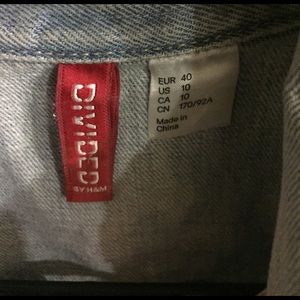 DIVIDED
BY H&M
EUR 40
US 10
CA 10
CN 170/92A
Made in
China